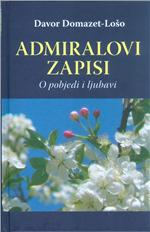 Davor Domazet-Lošo
ADMIRALOVI
ZAPISI
O pobjedi i ljubavi